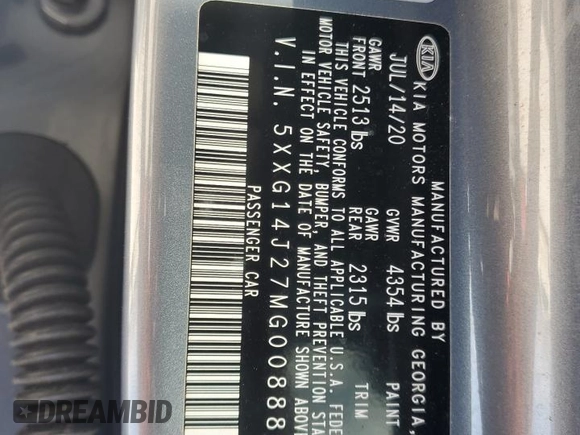 KIA
MANUFACTURED BY
KIA MOTORS MANUFACTURING GEORGIA,
JUL/14/20 GVWR 4354 lbs PAINT
GAWR FRONT 2513 lbs GAWR REAR 2315 lbs TRIM
THIS VEHICLE CONFORMS TO ALL APPLICABLE U.S.A. FEDE
MOTOR VEHICLE SAFETY, BUMPER, AND THEFT PREVENTION STA
IN EFFECT ON THE DATE OF MANUFACTURE SHOWN ABOV
V.I.N. 5XXG14J27MG00888
PASSENGER CAR
DREAMBID